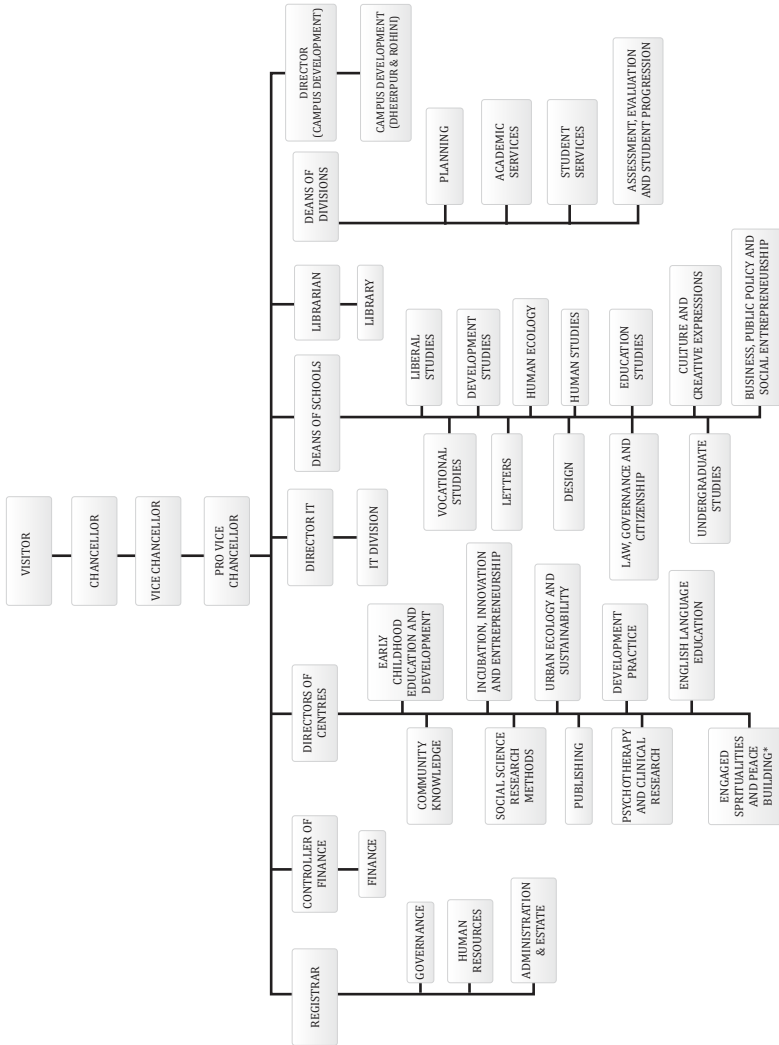 VISITOR
CHANCELLOR
VICE CHANCELLOR
PRO VICE
CHANCELLOR
REGISTRAR
GOVERNANCE
HUMAN
RESOURCES
ADMINISTRATION
& ESTATE
CONTROLLER OF
FINANCE
FINANCE
DIRECTORS OF
CENTRES
EARLY
CHILDHOOD
EDUCATION AND
DEVELOPMENT
COMMUNITY
KNOWLEDGE
INCUBATION, INNOVATION
AND ENTREPRENEURSHIP
SOCIAL SCIENCE
RESEARCH
METHODS
URBAN ECOLOGY AND
SUSTAINABILITY
PUBLISHING
DEVELOPMENT
PRACTICE
PSYCHOTHERAPY
AND CLINICAL
RESEARCH
ENGLISH LANGUAGE
EDUCATION
ENGAGED
SPRITUALITIES
AND PEACE
BUILDING*
DIRECTOR IT
IT DIVISION
DEANS OF SCHOOLS
LIBERAL
STUDIES
VOCATIONAL
STUDIES
DEVELOPMENT
STUDIES
LETTERS
HUMAN ECOLOGY
DESIGN
HUMAN STUDIES
EDUCATION
STUDIES
LAW, GOVERNANCE AND
CITIZENSHIP
CULTURE AND
CREATIVE EXPRESSIONS
UNDERGRADUATE
STUDIES
BUSINESS, PUBLIC POLICY AND
SOCIAL ENTREPRENEURSHIP
LIBRARIAN
LIBRARY
DEANS OF
DIVISIONS
PLANNING
ACADEMIC
SERVICES
STUDENT
SERVICES
ASSESSMENT, EVALUATION
AND STUDENT PROGRESSION
DIRECTOR
(CAMPUS DEVELOPMENT)
CAMPUS DEVELOPMENT
(DHEERPUR & ROHINI)